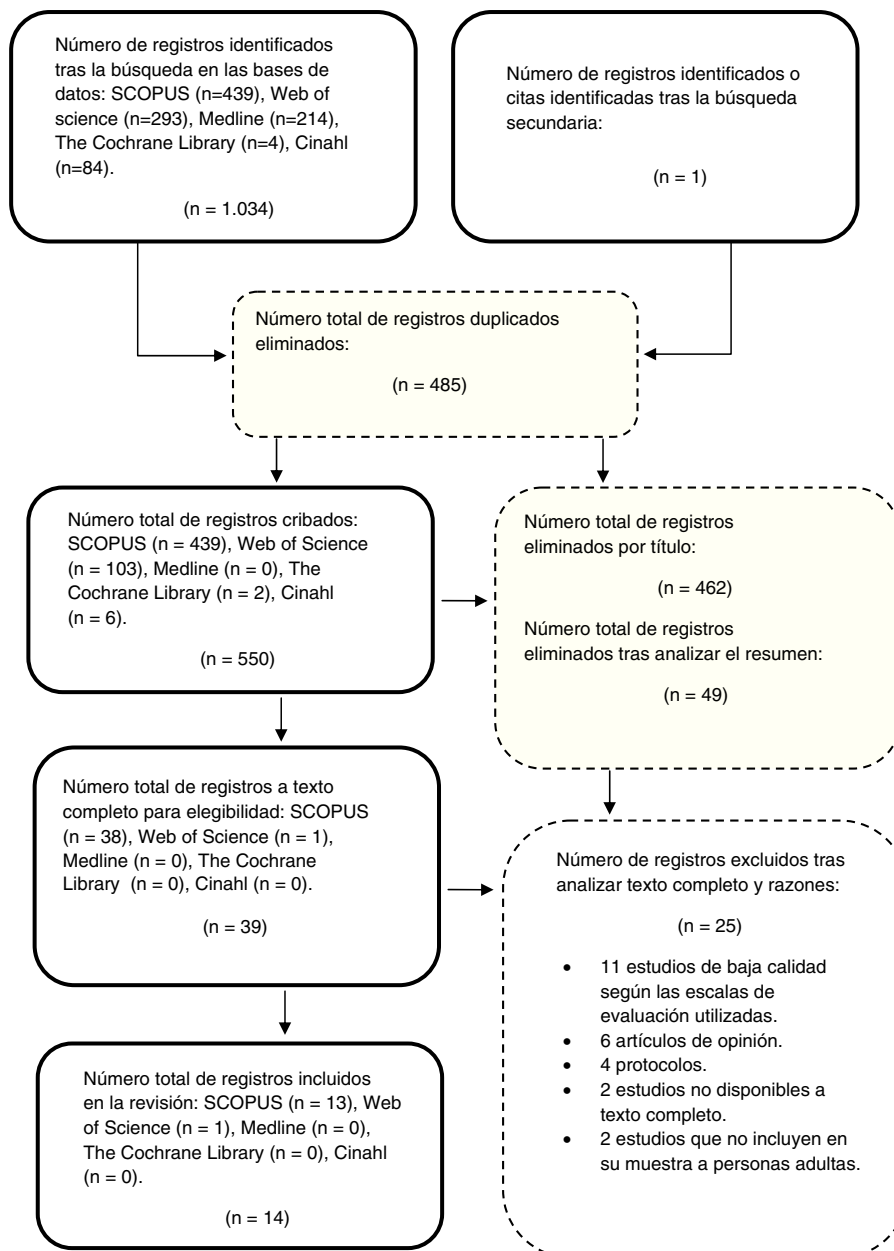 Número de registros identificados
tras la búsqueda en las bases de
datos: SCOPUS (n=439), Web of
science (n=293), Medline (n=214),
The Cochrane Library (n=4), Cinahl
(n=84).
(n = 1.034)
Número de registros identificados o
citas identificadas tras la búsqueda
secundaria:
(n = 1)
Número total de registros duplicados
eliminados:
(n = 485)
Número total de registros cribados:
SCOPUS (n = 439), Web of Science
(n = 103), Medline (n = 0), The
Cochrane Library (n = 2), Cinahl
(n = 6).
(n = 550)
Número total de registros
eliminados por título:
(n = 462)
Número total de registros
eliminados tras analizar el resumen:
(n = 49)
Número total de registros a texto
completo para elegibilidad: SCOPUS
(n = 38), Web of Science (n = 1),
Medline (n = 0), The Cochrane
Library (n = 0), Cinahl (n = 0).
(n = 39)
Número de registros excluidos tras
analizar texto completo y razones:
(n = 25)
• 11 estudios de baja calidad
según las escalas de
evaluación utilizadas.
• 6 artículos de opinión.
• 4 protocolos.
• 2 estudios no disponibles a
texto completo.
• 2 estudios que no incluyen en
su muestra a personas adultas.
Número total de registros incluidos
en la revisión: SCOPUS (n = 13), Web
of Science (n = 1), Medline (n = 0),
The Cochrane Library (n = 0), Cinahl
(n = 0).
(n = 14)